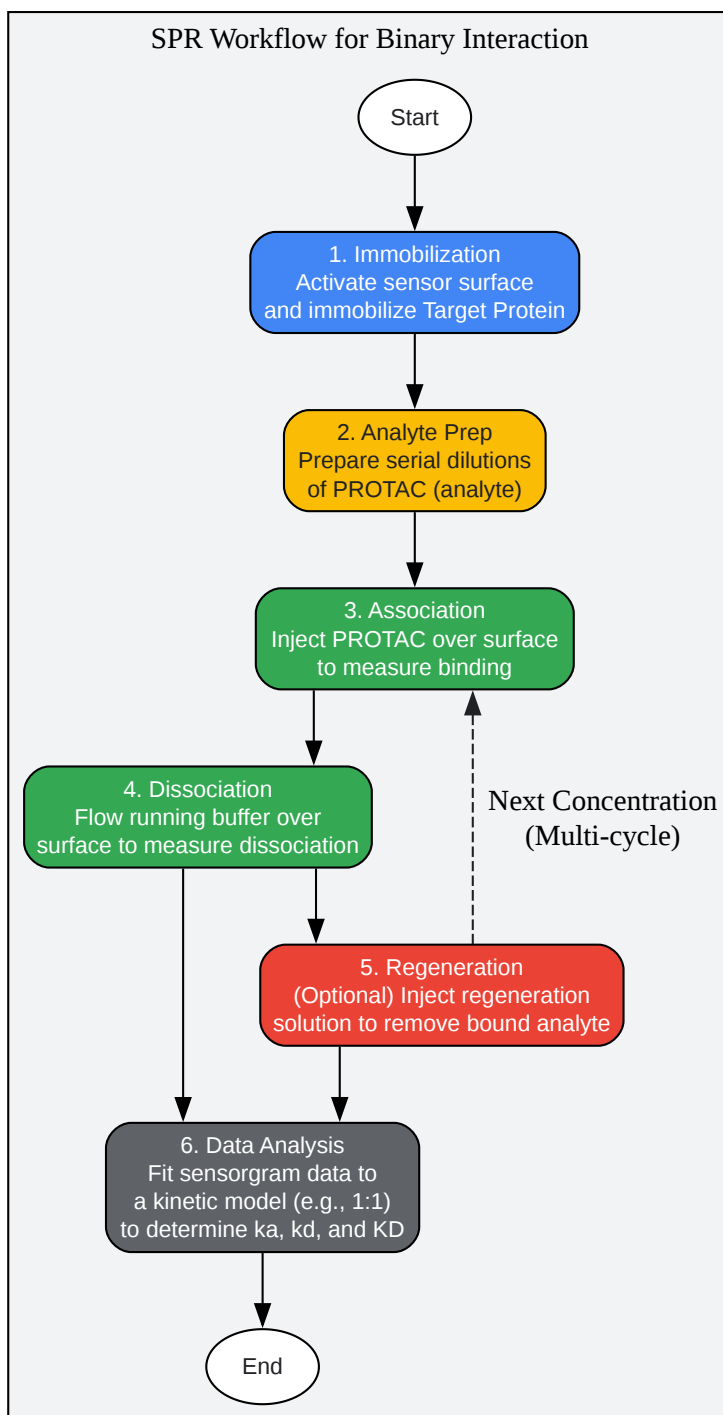 SPR Workflow for Binary Interaction
Start
1. Immobilization
Activate sensor surface
and immobilize Target Protein
2. Analyte Prep
Prepare serial dilutions
of PROTAC (analyte)
3. Association
Inject PROTAC over surface
to measure binding
4. Dissociation
Flow running buffer over
surface to measure dissociation
Next Concentration
(Multi-cycle)
5. Regeneration
(Optional) Inject regeneration
solution to remove bound analyte
6. Data Analysis
Fit sensorgram data to
a kinetic model (e.g., 1:1)
to determine ka, kd, and KD
End